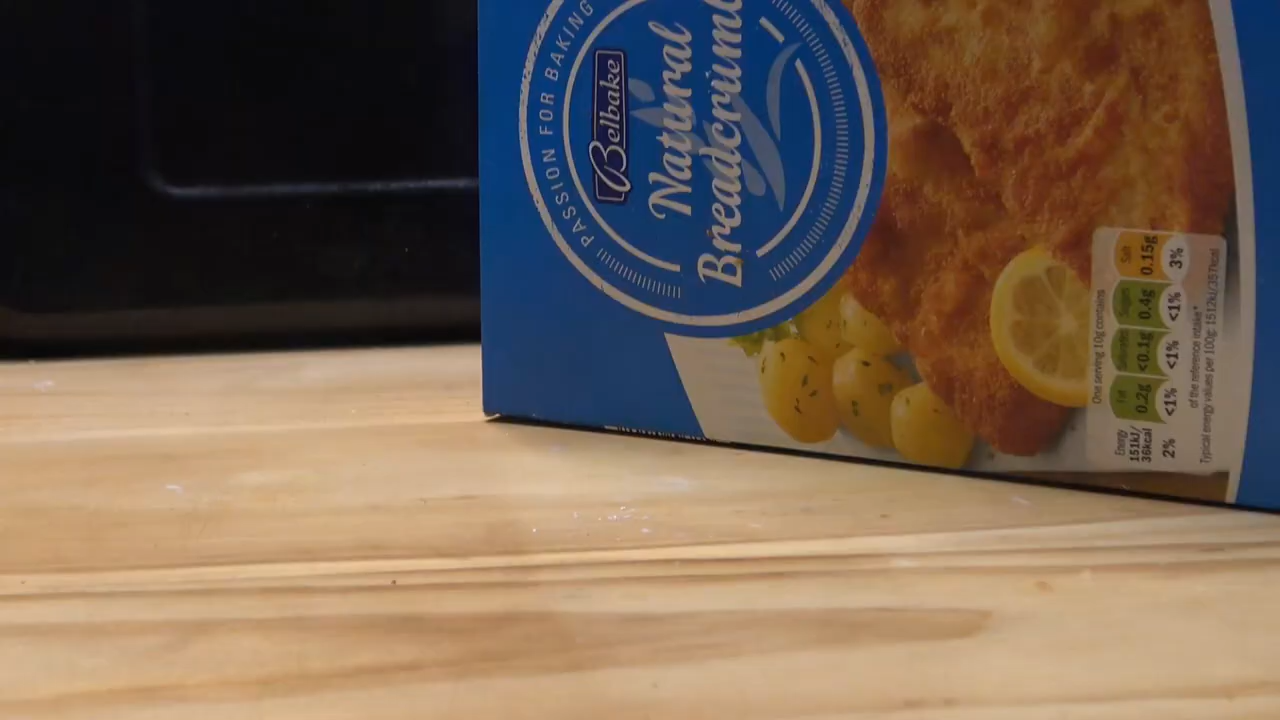 PASSION FOR BAKING
Belbake
Natural
One serving 10g contains
Energy
151kJ/
36kcal
2%
Fat
0.2g
<1%
Saturates
<0.1g
<1%
Sugars
0.4g
<1%
Salt
0.15g
3%
of the reference intake*
Typical energy values per 100g: 1512kJ/357kcal